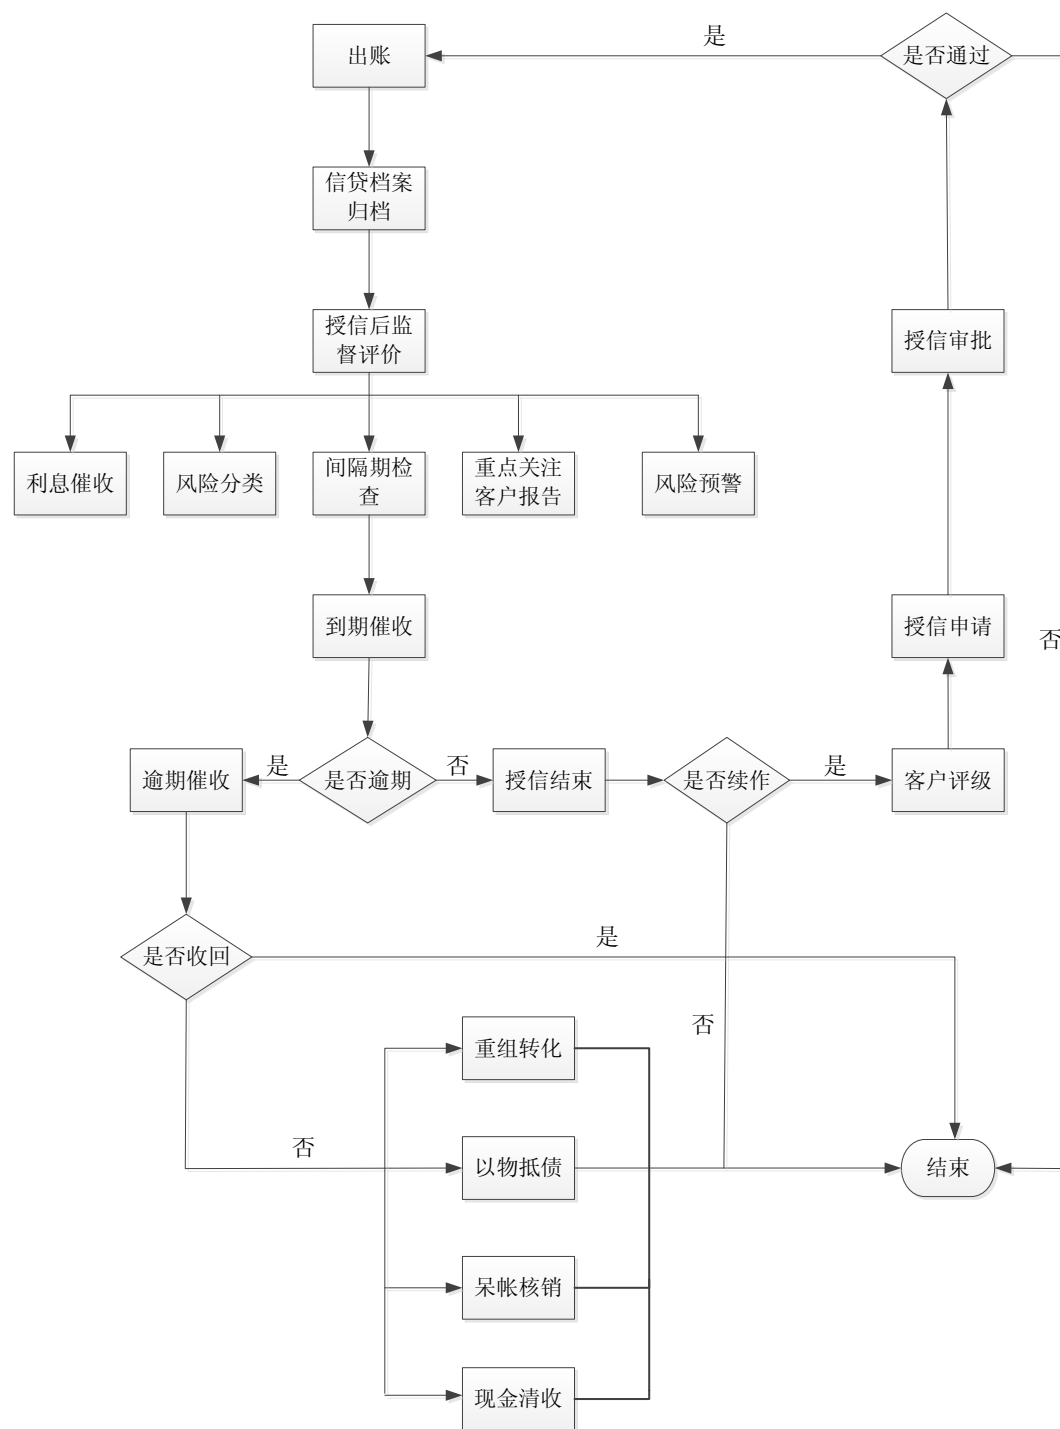 出账
是
是否通过
信贷档案
归档
授信后监
督评价
授信审批
利息催收
风险分类
间隔期检
查
重点关注
客户报告
风险预警
到期催收
授信申请
否
逾期催收
是
是否逾期
否
授信结束
是否续作
是
客户评级
是否收回
是
重组转化
否
否
以物抵债
结束
呆帐核销
现金清收